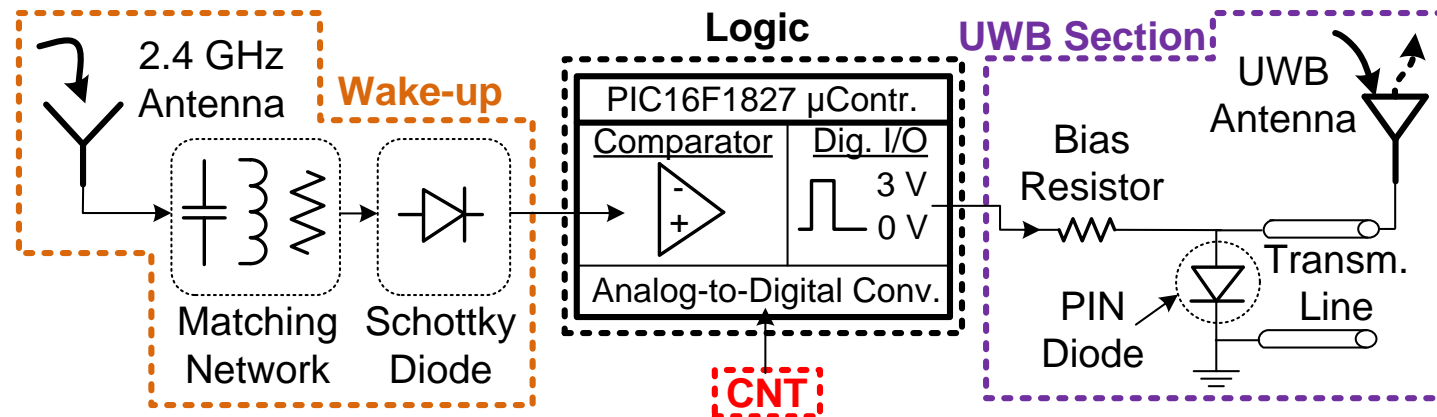 2.4 GHz
Antenna
Wake-up
Matching
Network
Schottky
Diode
Logic
PIC16F1827 µContr.
Comparator
-
+
Dig. I/O
3 V
0 V
Analog-to-Digital Conv.
CNT
UWB Section
UWB
Antenna
Bias
Resistor
PIN
Diode
Transm.
Line